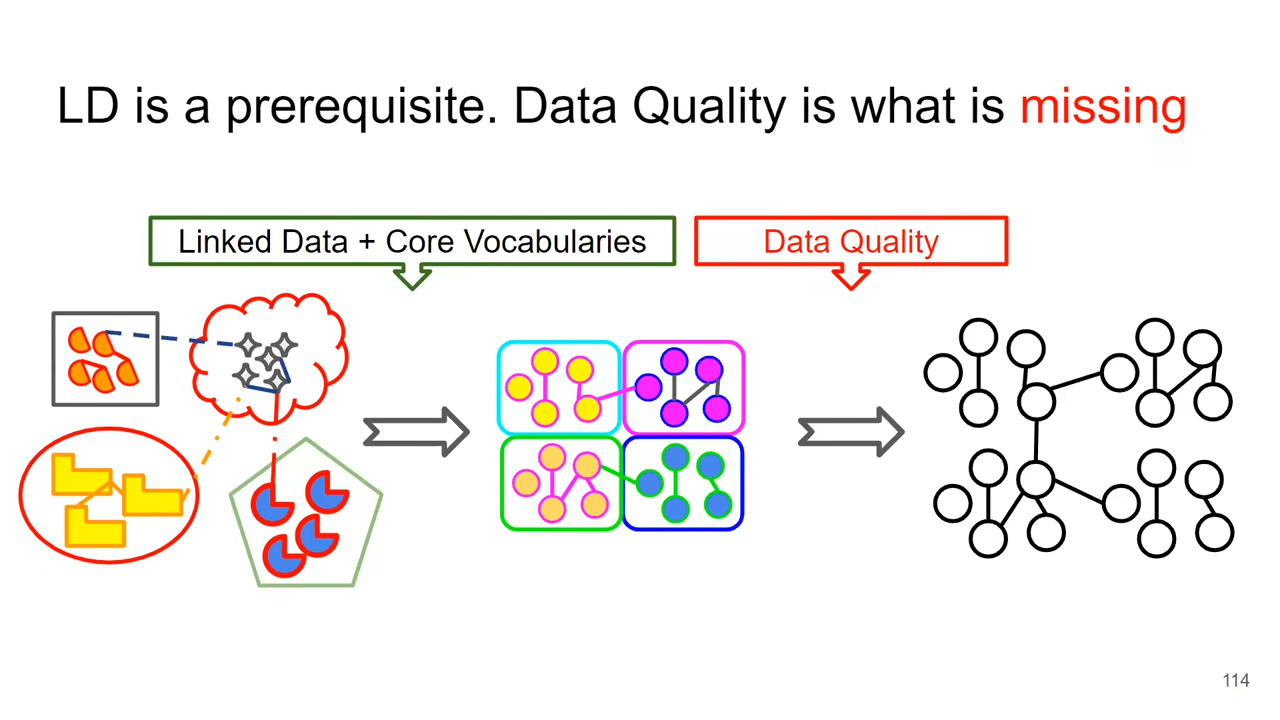 LD is a prerequisite. Data Quality is what is missing
Linked Data + Core Vocabularies
Data Quality
114